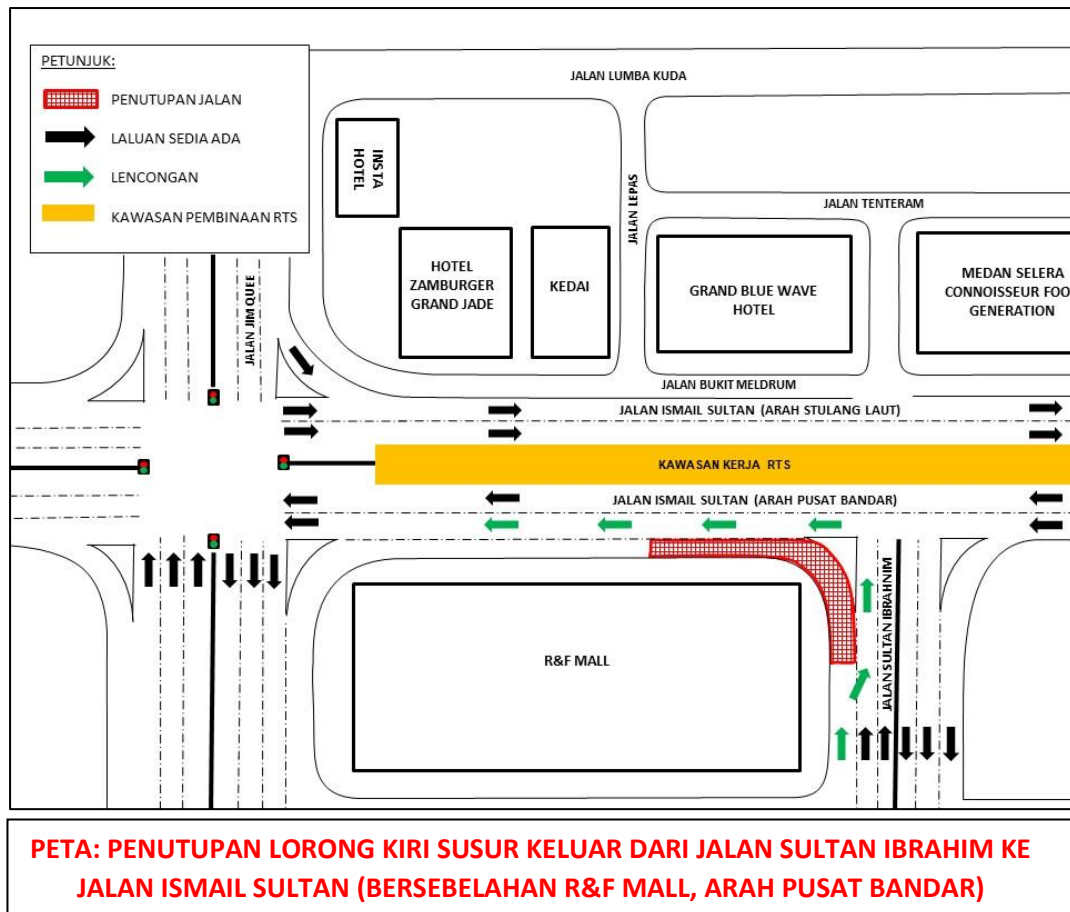 PETUNJUK:
PENUTUPAN JALAN
LALUAN SEDIA ADA
LENCONGAN
KAWASAN PEMBINAAN RTS
JALAN LUMBA KUDA
INSTA
HOTEL
JALAN LEPAS
JALAN TENTERAM
HOTEL
ZAMBURGER
GRAND JADE
KEDAI
GRAND BLUE WAVE
HOTEL
MEDAN SELERA
CONNOISSEUR FOO
GENERATION
JALAN JIMQUEE
JALAN BUKIT MELDRUM
JALAN ISMAIL SULTAN (ARAH STULANG LAUT)
KAWASAN KERJA RTS
JALAN ISMAIL SULTAN (ARAH PUSAT BANDAR)
JALAN SULTAN IBRAHNIM
R&F MALL
PETA: PENUTUPAN LORONG KIRI SUSUR KELUAR DARI JALAN SULTAN IBRAHIM KE
JALAN ISMAIL SULTAN (BERSEBELAHAN R&F MALL, ARAH PUSAT BANDAR)